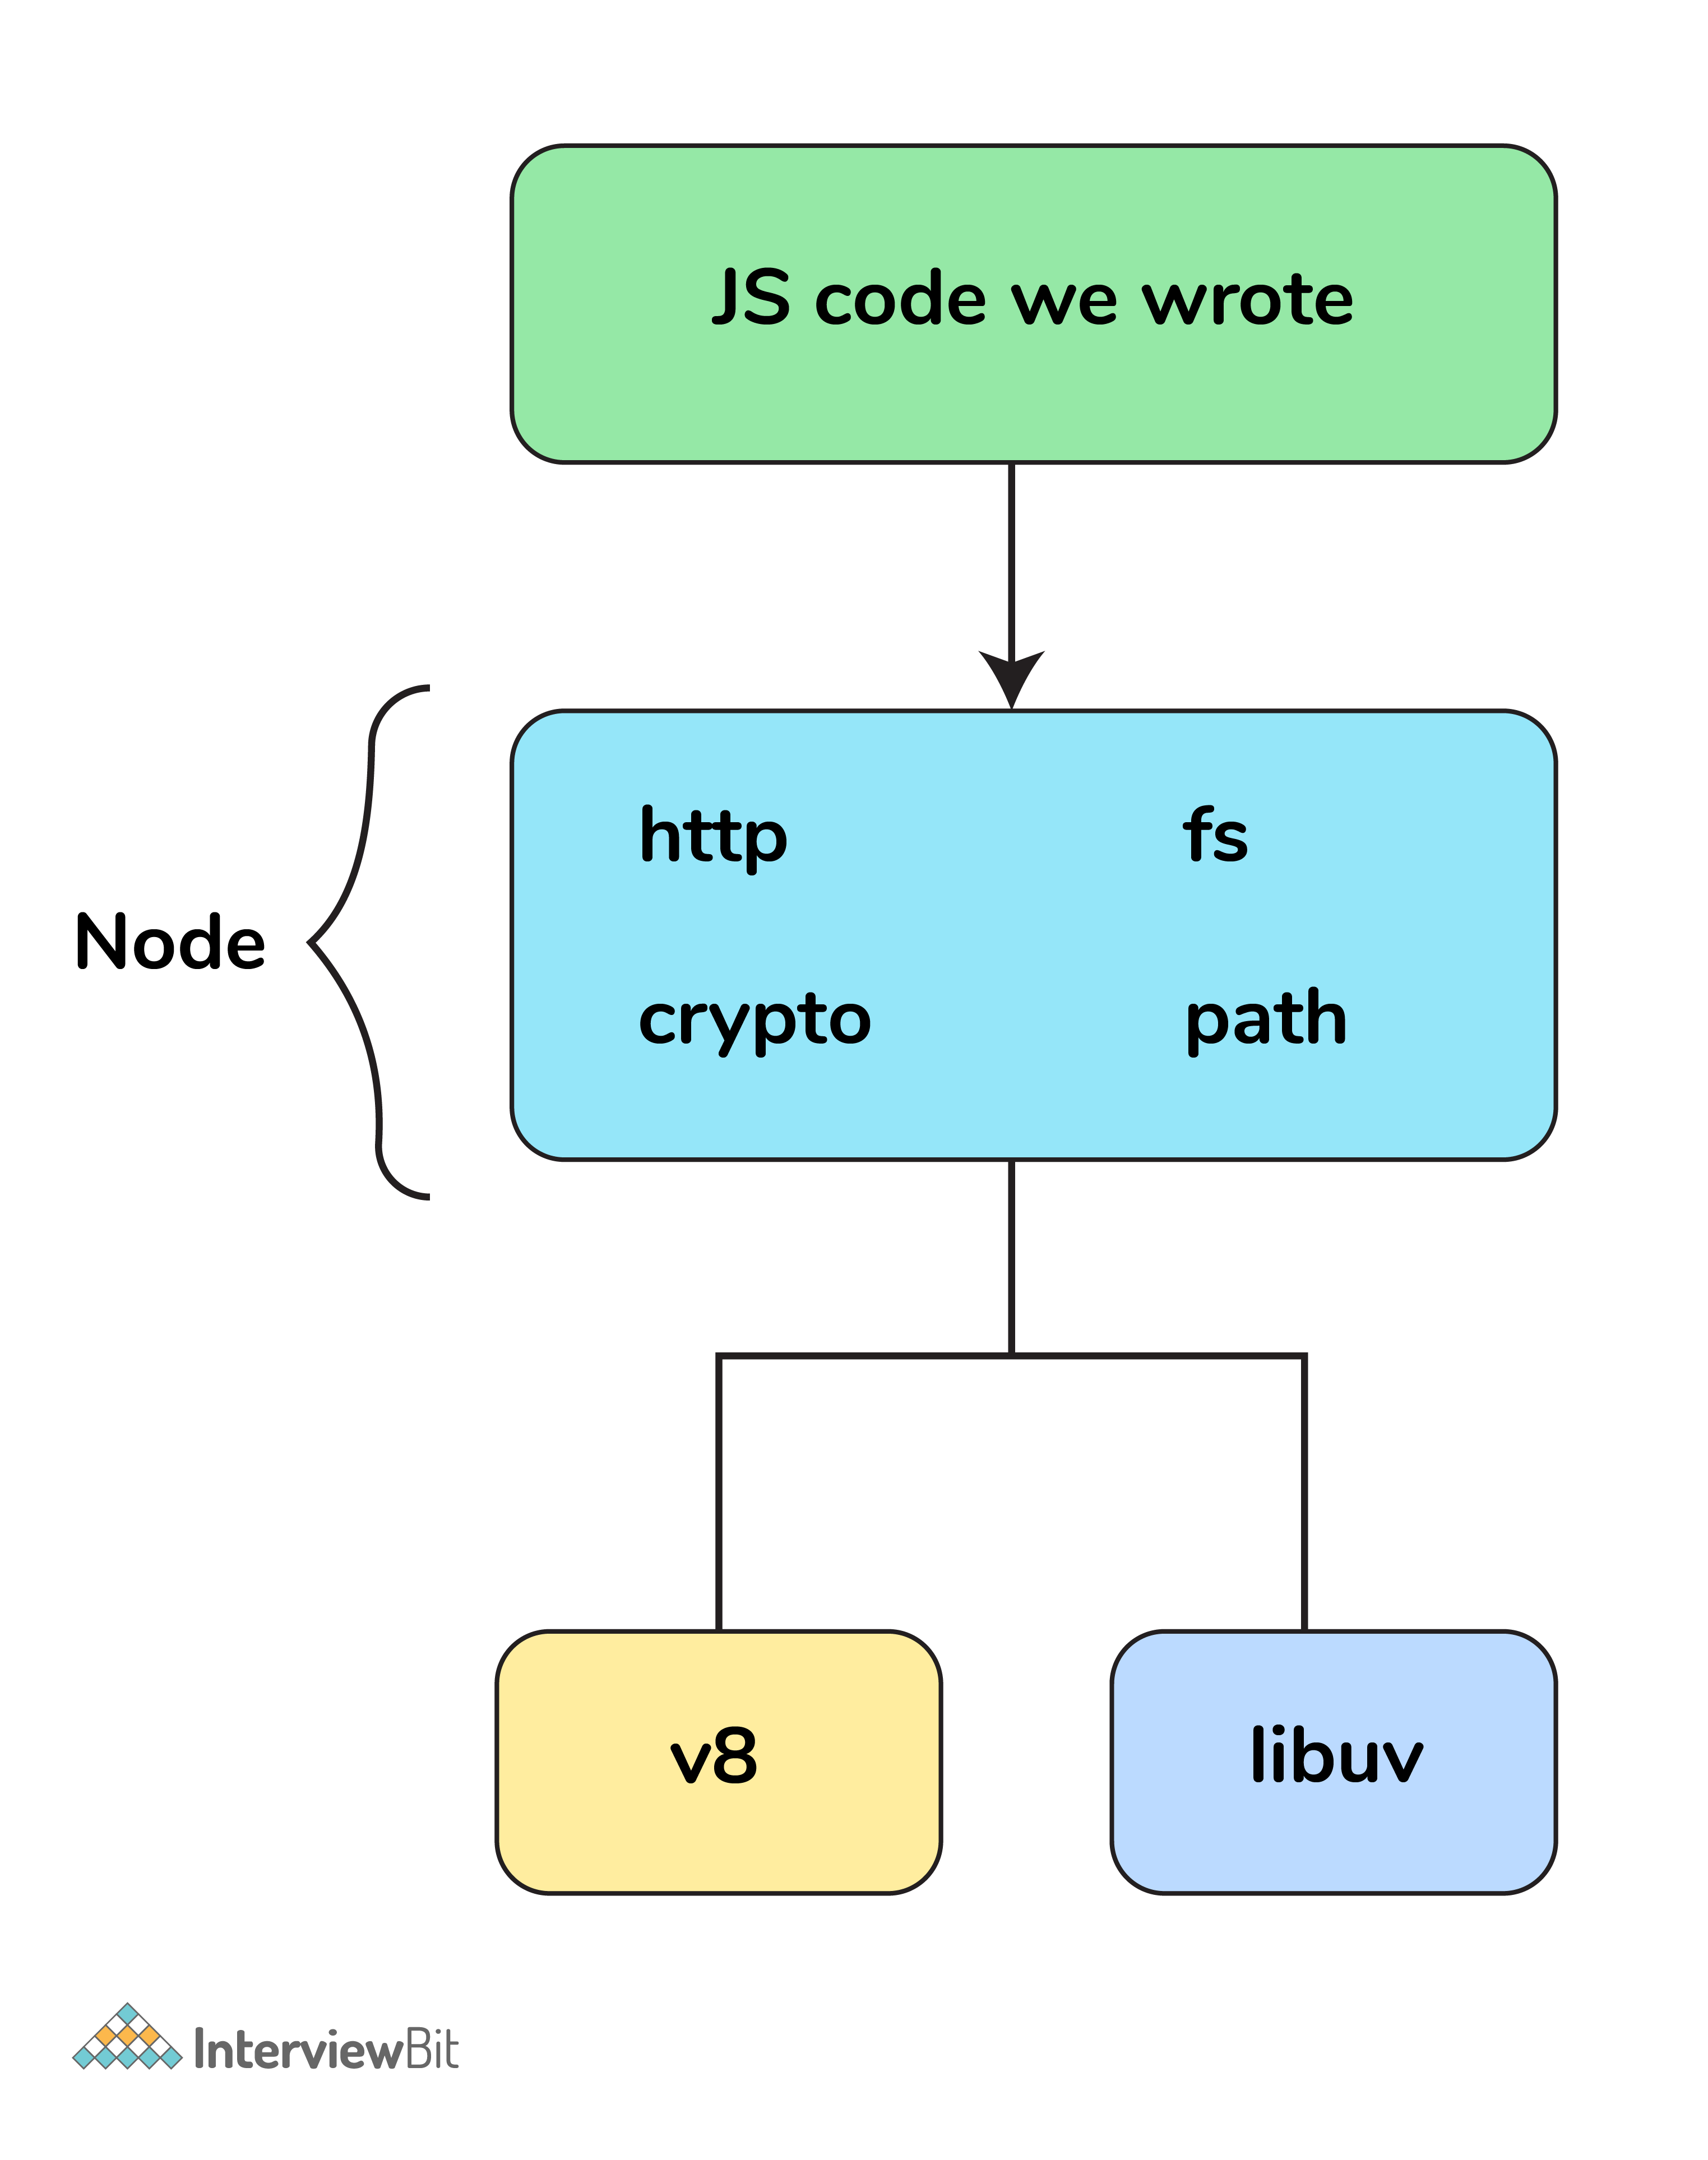 JS code we wrote
http fs
Node
crypto path
v8 libuv
InterviewBit